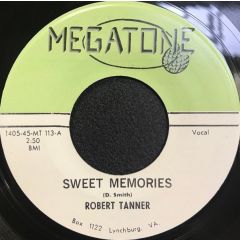 MEGATONE
1405-45-MT 113-A
2:50
BMI
Vocal
SWEET MEMORIES
(D. Smith)
ROBERT TANNER
Box 1122 Lynchburg, VA.